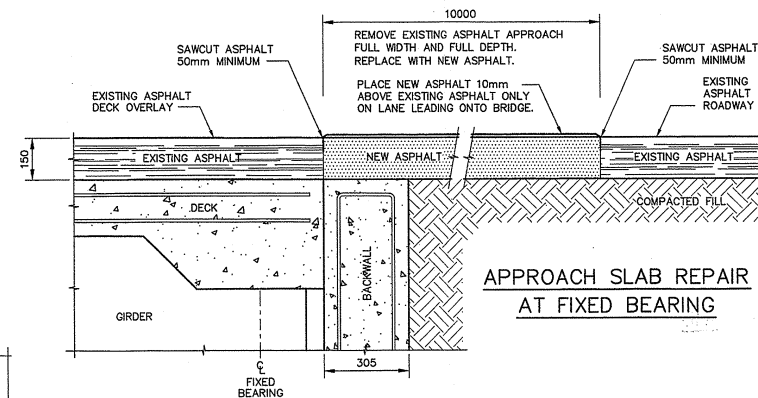 10000
REMOVE EXISTING ASPHALT APPROACH
FULL WIDTH AND FULL DEPTH.
REPLACE WITH NEW ASPHALT.
SAWCUT ASPHALT
50mm MINIMUM
SAWCUT ASPHALT
50mm MINIMUM
PLACE NEW ASPHALT 10mm
ABOVE EXISTING ASPHALT ONLY
ON LANE LEADING ONTO BRIDGE.
EXISTING ASPHALT
DECK OVERLAY
EXISTING
ASPHALT
ROADWAY
150
EXISTING ASPHALT
NEW ASPHALT
EXISTING ASPHALT
DECK
COMPACTED FILL
BACKWALL
GIRDER
APPROACH SLAB REPAIR
AT FIXED BEARING
305
℄
FIXED
BEARING